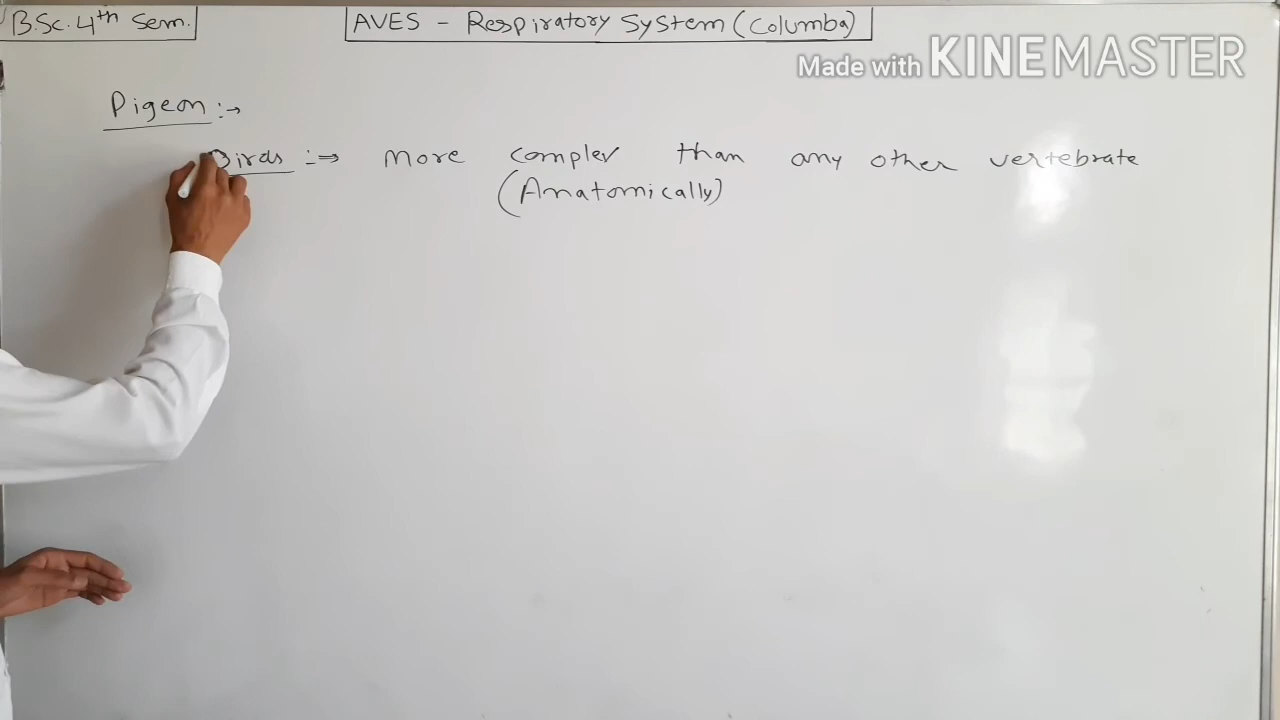 B.Sc. 4th Sem.
AVES - Respiratory System (Columba)
Made with KINEMASTER
Pigeon :→
Birds :⇒ More complex than any other vertebrate
(Anatomically)